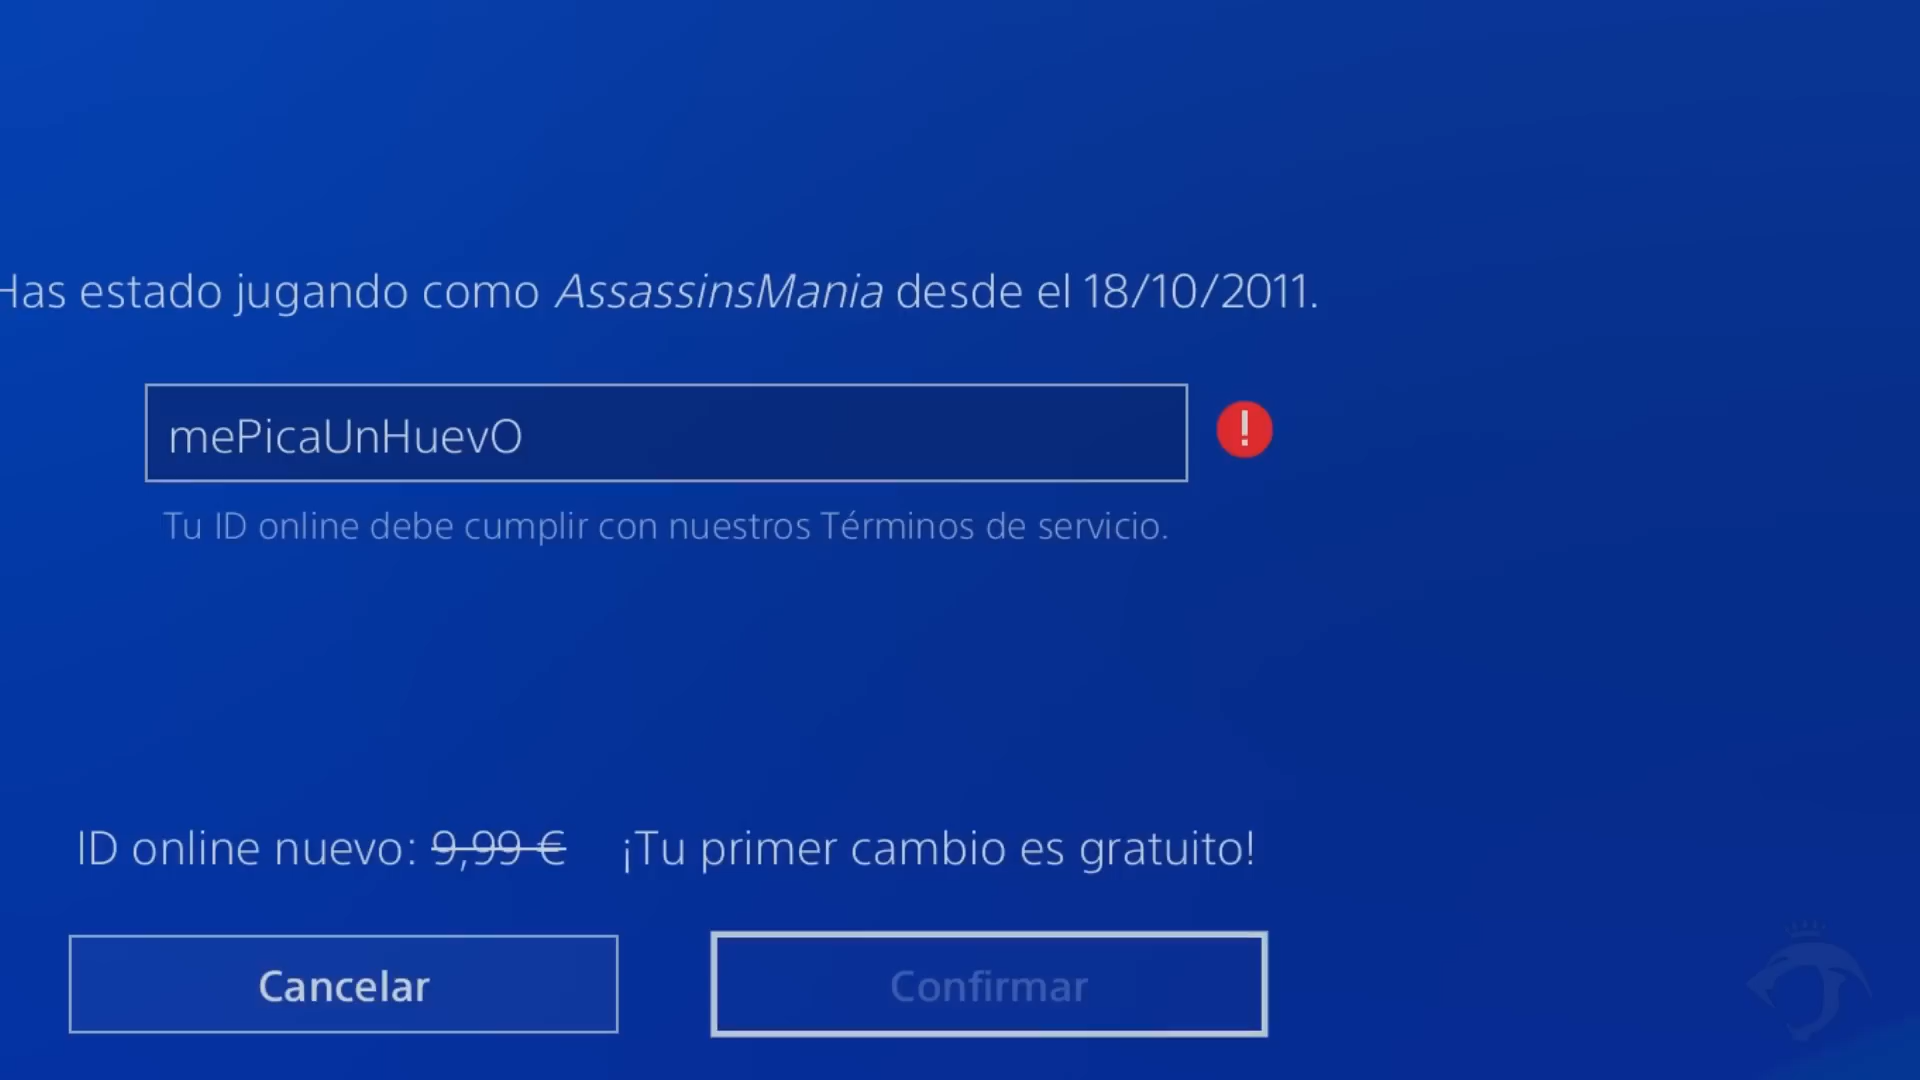 Has estado jugando como AssassinsMania desde el 18/10/2011.
mePicaUnHuevO
!
Tu ID online debe cumplir con nuestros Términos de servicio.
ID online nuevo: 9,99 € ¡Tu primer cambio es gratuito!
Cancelar Confirmar